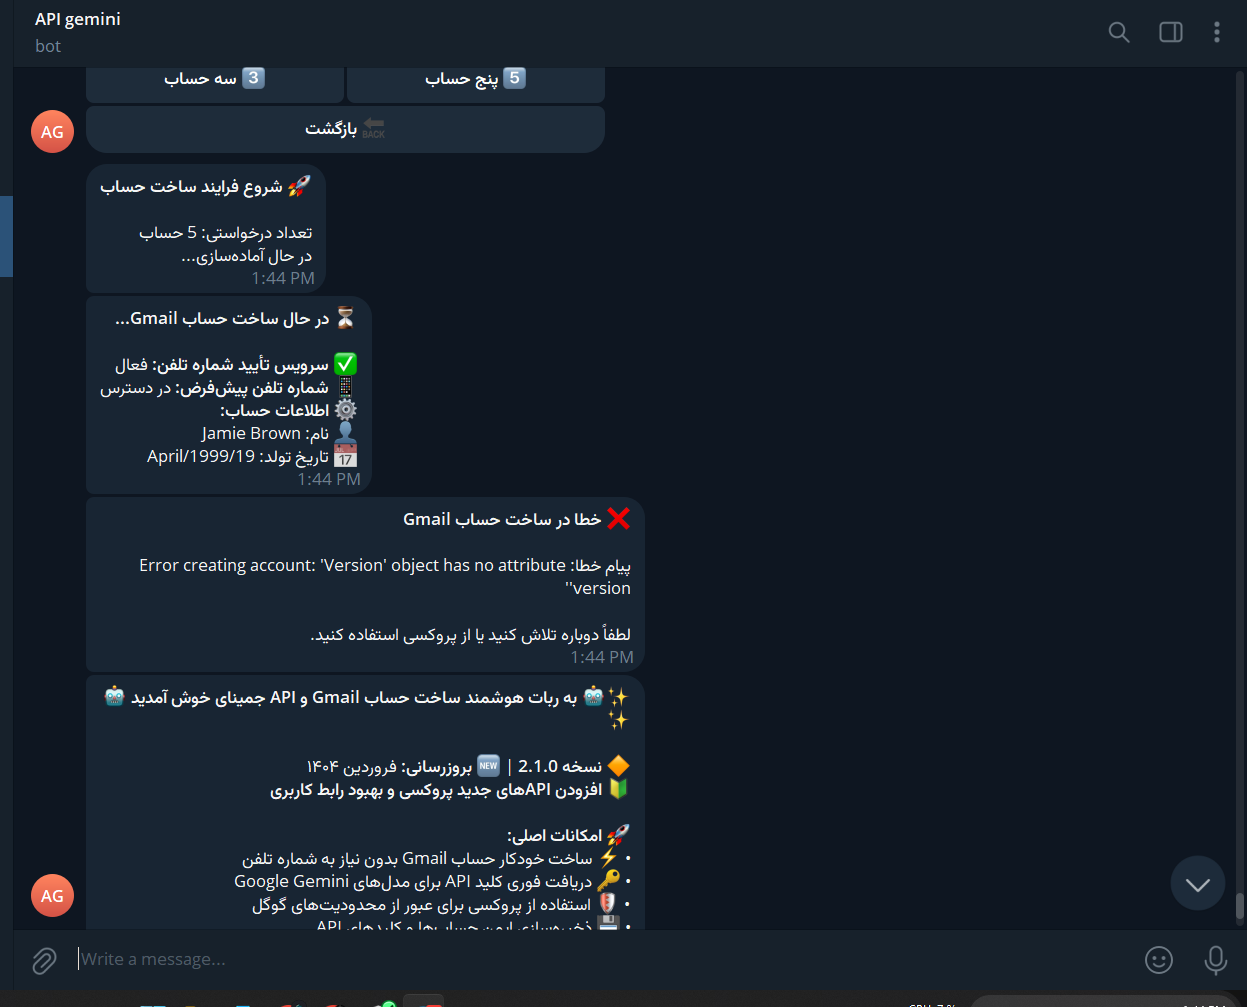 API gemini
bot
3 سه حساب
5 پنج حساب
BACK بازگشت
AG
🚀 شروع فرایند ساخت حساب
تعداد درخواستی: 5 حساب
در حال آماده‌سازی...
1:44 PM
⏳ در حال ساخت حساب Gmail...
✅ سرویس تأیید شماره تلفن: فعال
📱 شماره تلفن پیش‌فرض: در دسترس
⚙️ اطلاعات حساب:
👤 نام: Jamie Brown
📅 تاریخ تولد: April/1999/19
1:44 PM
❌ خطا در ساخت حساب Gmail
پیام خطا: Error creating account: 'Version' object has no attribute
''version
لطفاً دوباره تلاش کنید یا از پروکسی استفاده کنید.
1:44 PM
✨🤖 به ربات هوشمند ساخت حساب Gmail و API جمینای خوش آمدید 🤖
✨
🔶 نسخه 2.1.0 | 🆕 بروزرسانی: فروردین ۱۴۰۴
🔰 افزودن APIهای جدید پروکسی و بهبود رابط کاربری
🚀 امکانات اصلی:
• ⚡ ساخت خودکار حساب Gmail بدون نیاز به شماره تلفن
• 🔑 دریافت فوری کلید API برای مدل‌های Google Gemini
• 🛡️ استفاده از پروکسی برای عبور از محدودیت‌های گوگل
• 💾 ذخیره‌سازی ایمن حساب‌ها و کلیدهای API
AG
Write a message...